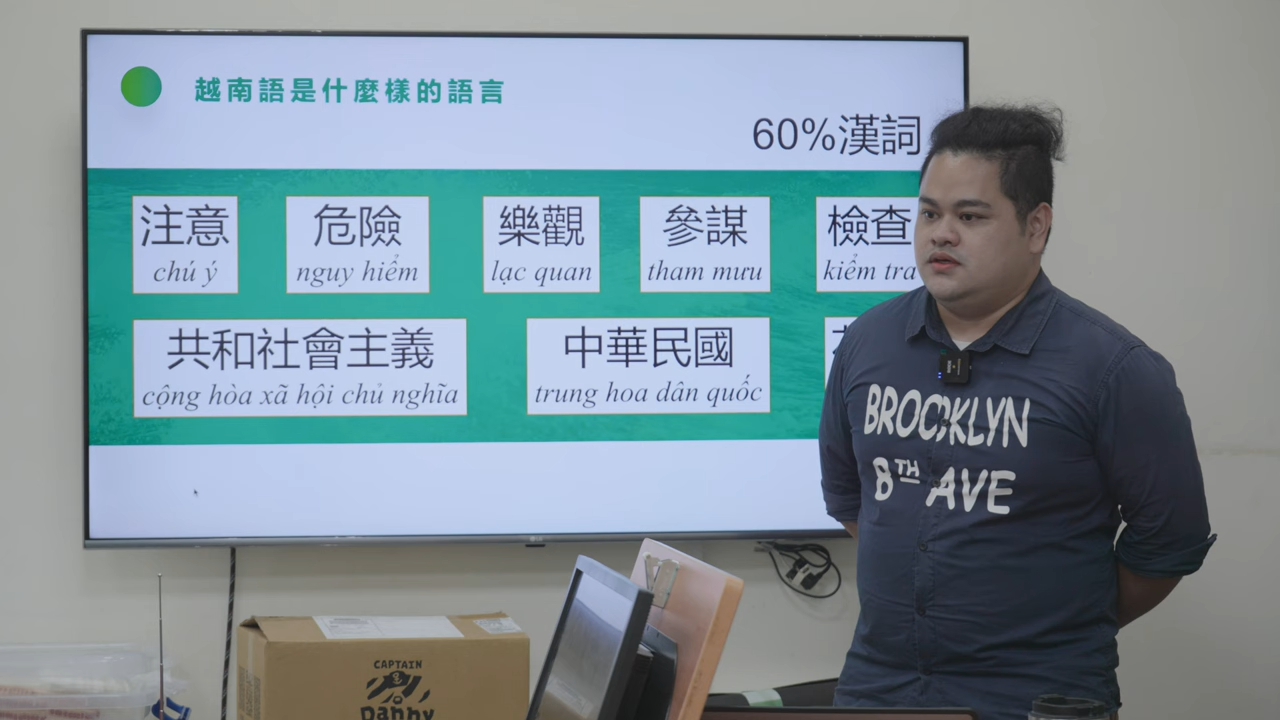 越南語是什麼樣的語言
60%漢詞
注意
chú ý
危險
nguy hiểm
樂觀
lạc quan
參謀
tham mưu
檢查
kiểm tra
共和社會主義
cộng hòa xã hội chủ nghĩa
中華民國
trung hoa dân quốc
BROOKLYN
8TH AVE
CAPTAIN
Danny
LG